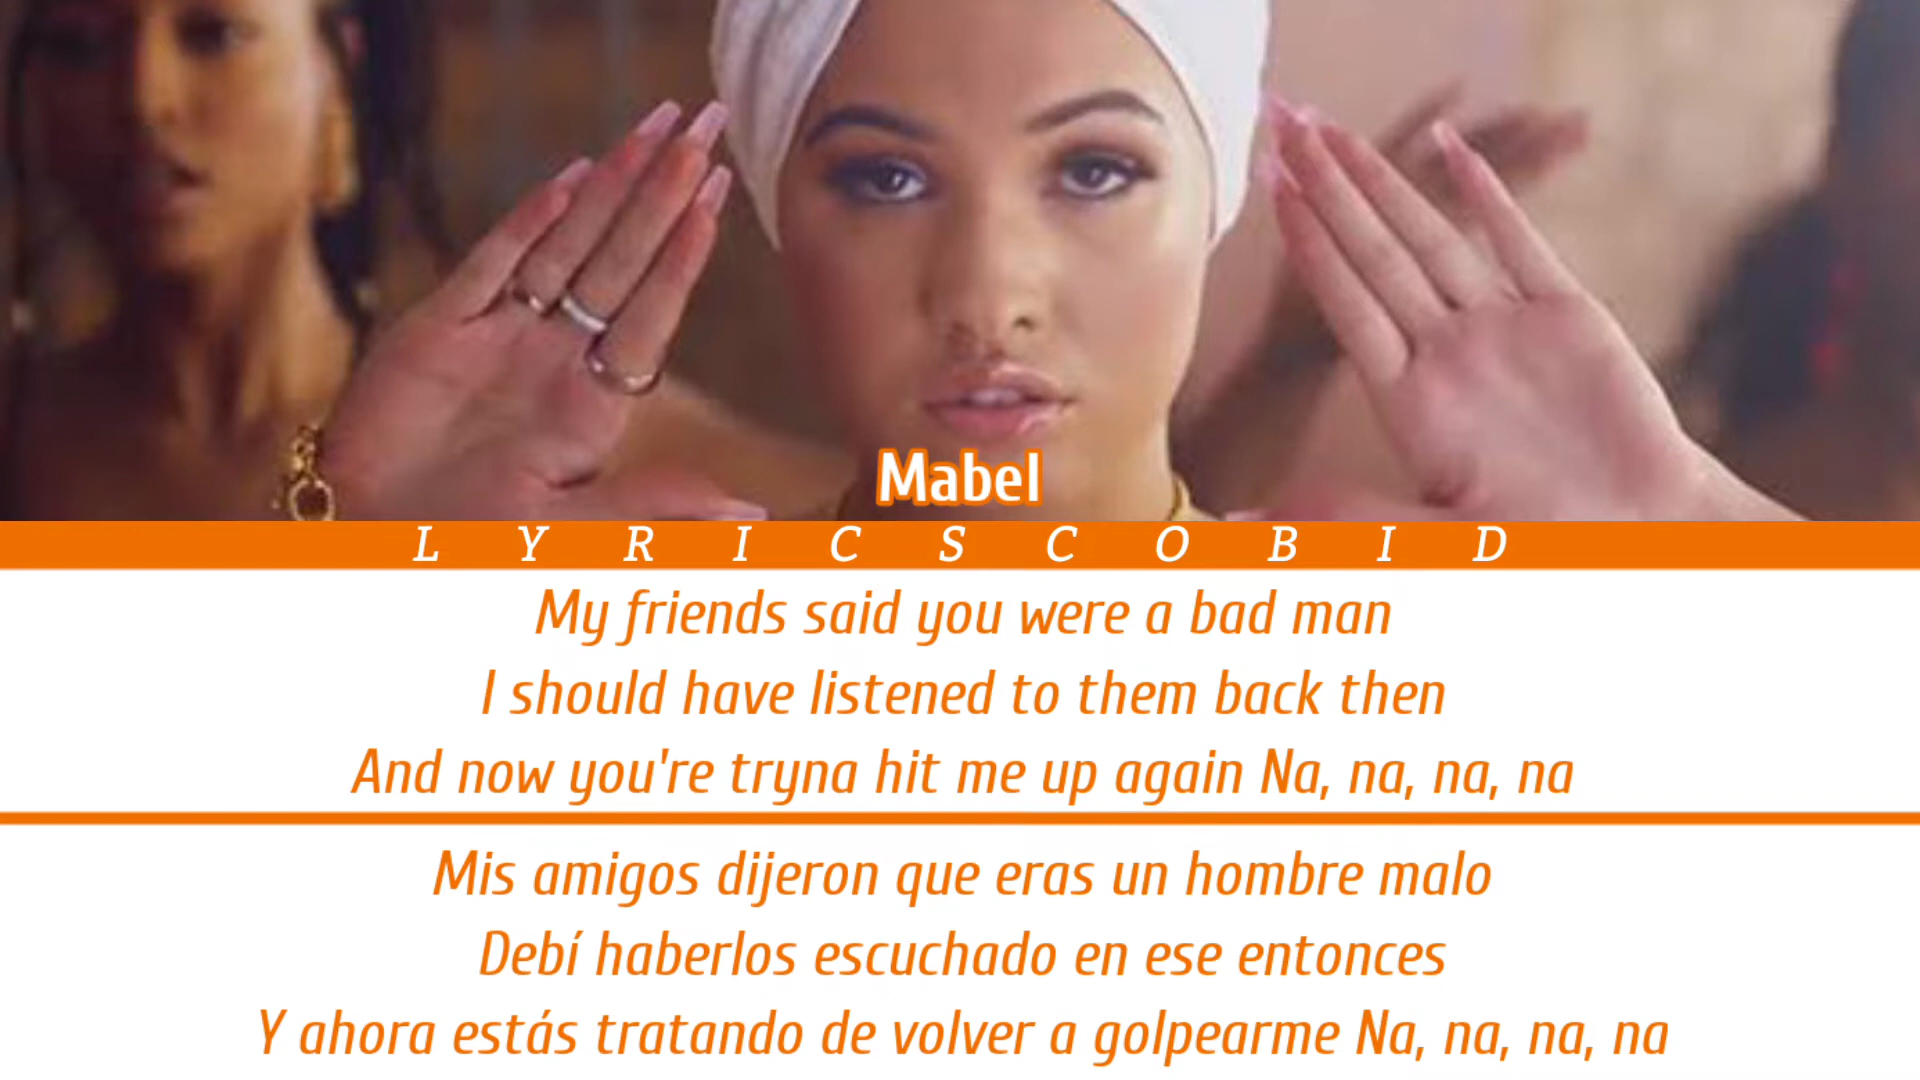 Mabel
LYRICSCOBID
My friends said you were a bad man
I should have listened to them back then
And now you're tryna hit me up again Na, na, na, na
Mis amigos dijeron que eras un hombre malo
Debí haberlos escuchado en ese entonces
Y ahora estás tratando de volver a golpearme Na, na, na, na